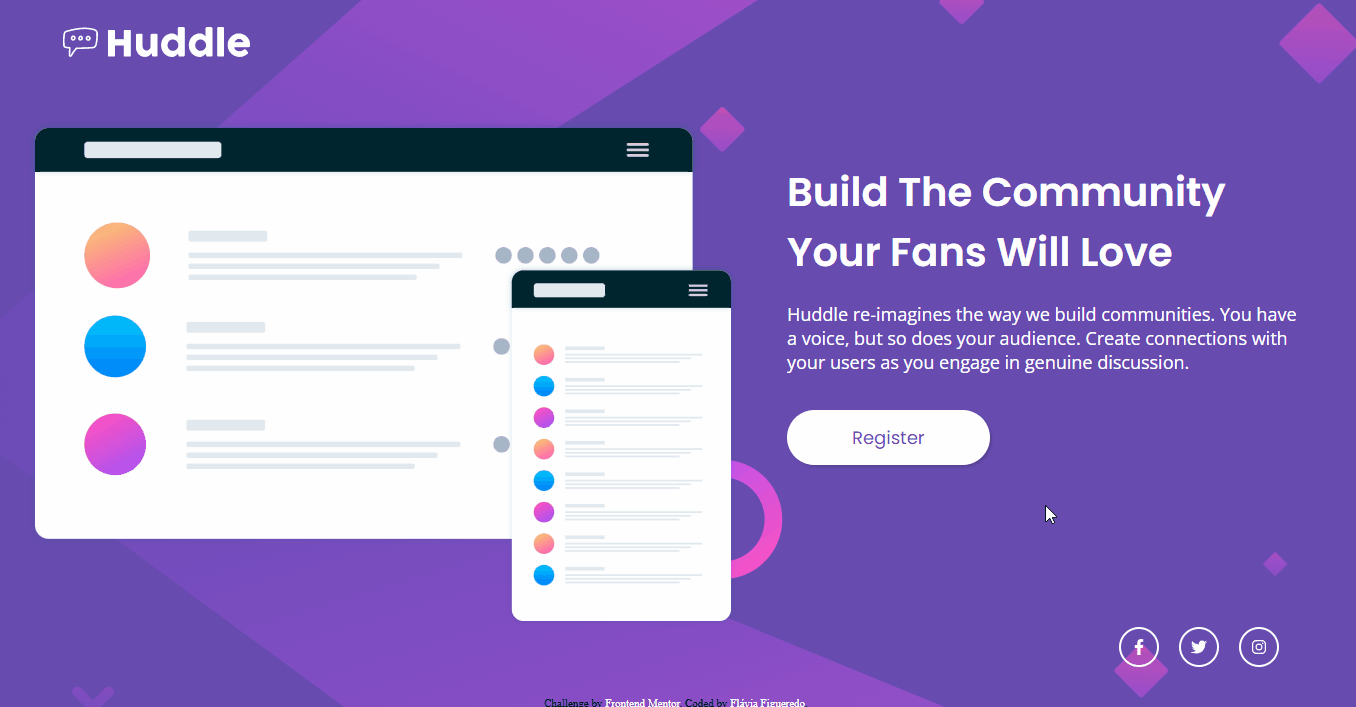 Huddle
Build The Community
Your Fans Will Love
Huddle re-imagines the way we build communities. You have
a voice, but so does your audience. Create connections with
your users as you engage in genuine discussion.
Register
Challenge by Frontend Mentor. Coded by Flávia Figueredo